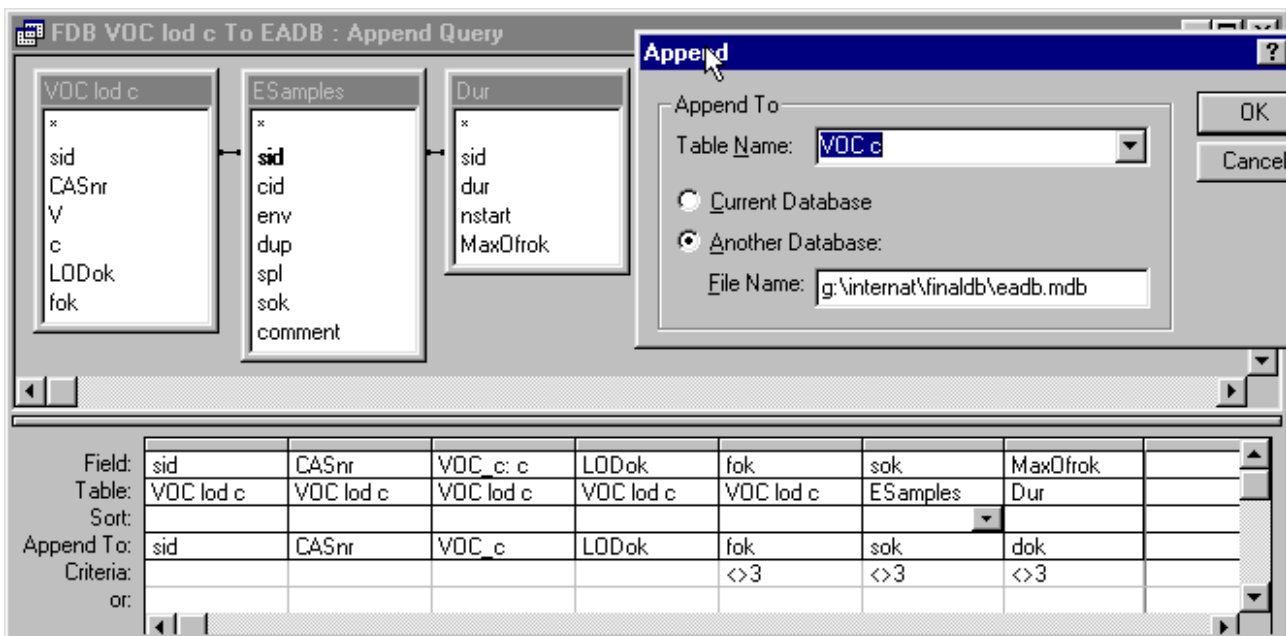 FDB VOC lod c To EADB : Append Query
VOC lod c
*
sid
CASnr
V
c
LODok
fok
ESamples
*
sid
cid
env
dup
spl
sok
comment
Dur
*
sid
dur
nstart
MaxOfrok
Append
?
Append To
Table Name: VOC c
Current Database
Another Database:
File Name: g:\internat\finaldb\eadb.mdb
OK
Cancel
Field: sid CASnr VOC_c: c LODok fok sok MaxOfrok
Table: VOC lod c VOC lod c VOC lod c VOC lod c VOC lod c ESamples Dur
Sort:
Append To: sid CASnr VOC_c LODok fok sok dok
Criteria: <>3 <>3 <>3
or: